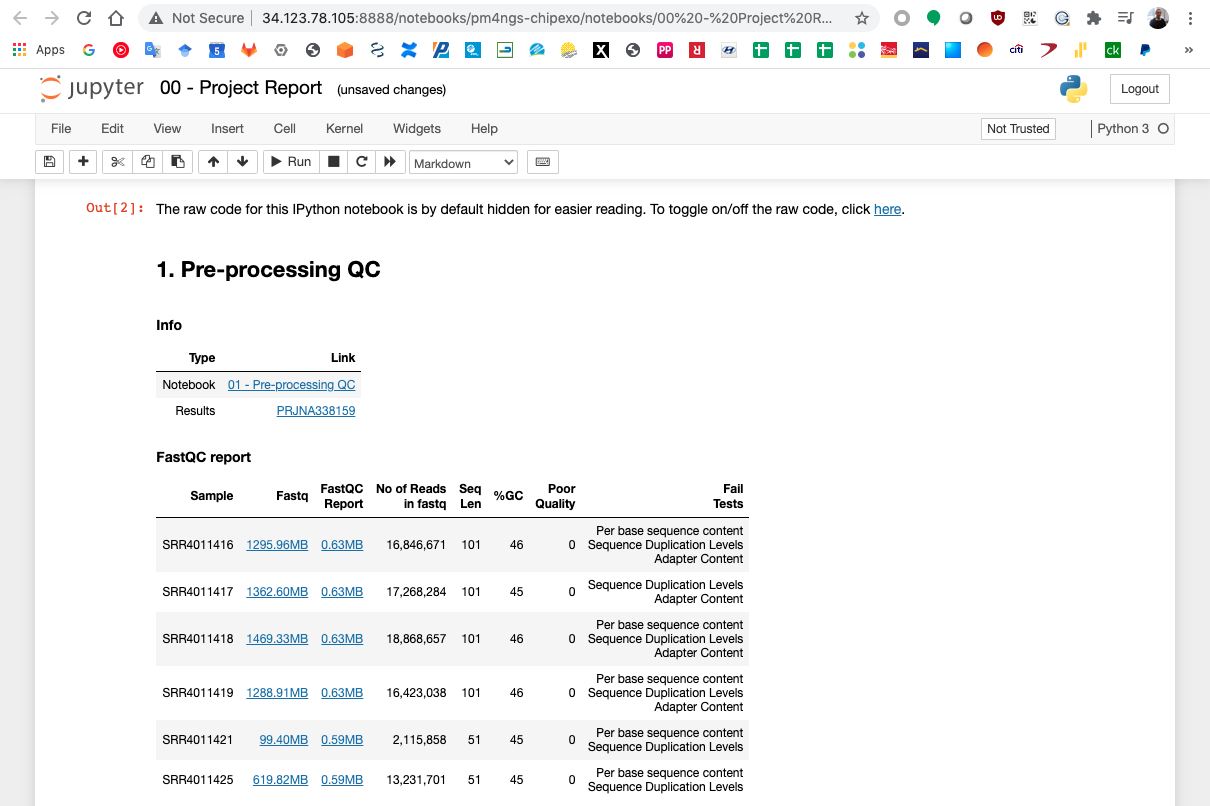 Not Secure 34.123.78.105:8888/notebooks/pm4ngs-chipexo/notebooks/00%20-%20Project%20R...
Apps
jupyter 00 - Project Report (unsaved changes) Logout
File Edit View Insert Cell Kernel Widgets Help Not Trusted Python 3
Run Markdown
Out[2]: The raw code for this IPython notebook is by default hidden for easier reading. To toggle on/off the raw code, click here.
1. Pre-processing QC
Info
Type Link
Notebook 01 - Pre-processing QC
Results PRJNA338159
FastQC report
Sample Fastq FastQC Report No of Reads in fastq Seq Len %GC Poor Quality Fail Tests
SRR4011416 1295.96MB 0.63MB 16,846,671 101 46 0 Per base sequence content
Sequence Duplication Levels
Adapter Content
SRR4011417 1362.60MB 0.63MB 17,268,284 101 45 0 Sequence Duplication Levels
Adapter Content
SRR4011418 1469.33MB 0.63MB 18,868,657 101 46 0 Per base sequence content
Sequence Duplication Levels
Adapter Content
SRR4011419 1288.91MB 0.63MB 16,423,038 101 46 0 Per base sequence content
Sequence Duplication Levels
Adapter Content
SRR4011421 99.40MB 0.59MB 2,115,858 51 45 0 Per base sequence content
Sequence Duplication Levels
SRR4011425 619.82MB 0.59MB 13,231,701 51 45 0 Per base sequence content
Sequence Duplication Levels